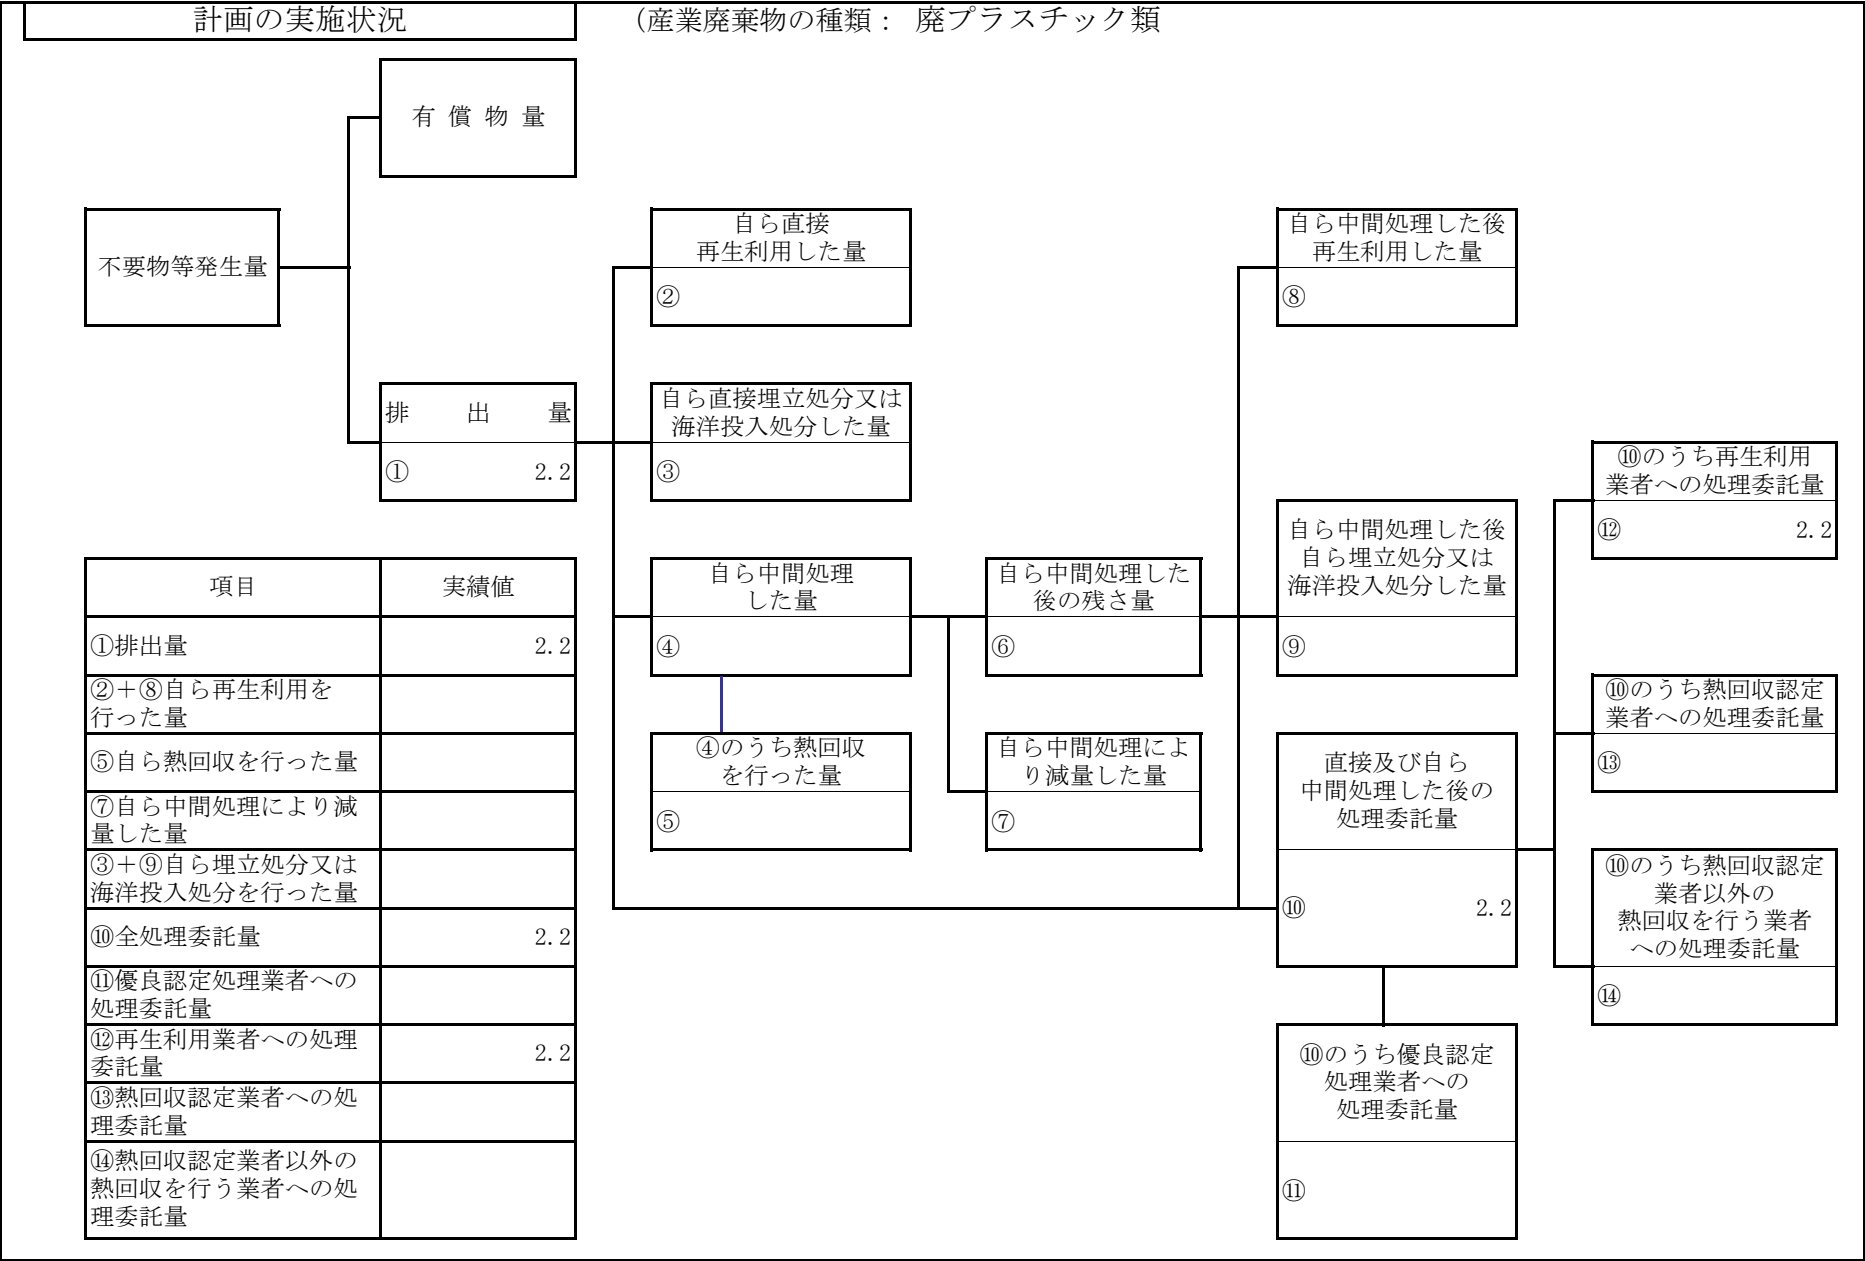 計画の実施状況
（産業廃棄物の種類： 廃プラスチック類
有 償 物 量
不要物等発生量
自ら直接
再生利用した量
②
自ら中間処理した後
再生利用した量
⑧
排 出 量
① 2.2
自ら直接埋立処分又は
海洋投入処分した量
③
⑩のうち再生利用
業者への処理委託量
⑫ 2.2
自ら中間処理した後
自ら埋立処分又は
海洋投入処分した量
⑨
自ら中間処理
した量
④
自ら中間処理した
後の残さ量
⑥
④のうち熱回収
を行った量
⑤
自ら中間処理によ
り減量した量
⑦
直接及び自ら
中間処理した後の
処理委託量
⑩ 2.2
⑩のうち熱回収認定
業者への処理委託量
⑬
⑩のうち熱回収認定
業者以外の
熱回収を行う業者
への処理委託量
⑭
⑩のうち優良認定
処理業者への
処理委託量
⑪
項目 実績値
①排出量 2.2
②＋⑧自ら再生利用を
行った量
⑤自ら熱回収を行った量
⑦自ら中間処理により減
量した量
③＋⑨自ら埋立処分又は
海洋投入処分を行った量
⑩全処理委託量 2.2
⑪優良認定処理業者への
処理委託量
⑫再生利用業者への処理
委託量 2.2
⑬熱回収認定業者への処
理委託量
⑭熱回収認定業者以外の
熱回収を行う業者への処
理委託量